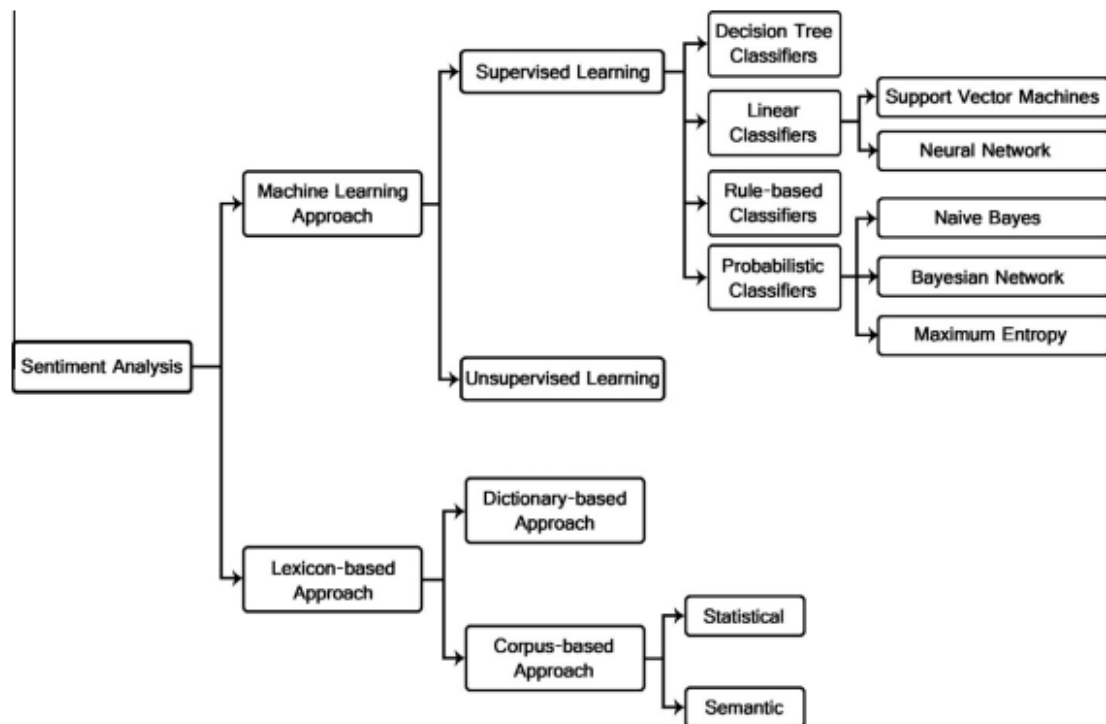 Decision Tree
Classifiers
Supervised Learning
Support Vector Machines
Linear
Classifiers
Neural Network
Machine Learning
Approach
Rule-based
Classifiers
Naive Bayes
Probabilistic
Classifiers
Bayesian Network
Maximum Entropy
Sentiment Analysis
Unsupervised Learning
Dictionary-based
Approach
Lexicon-based
Approach
Statistical
Corpus-based
Approach
Semantic